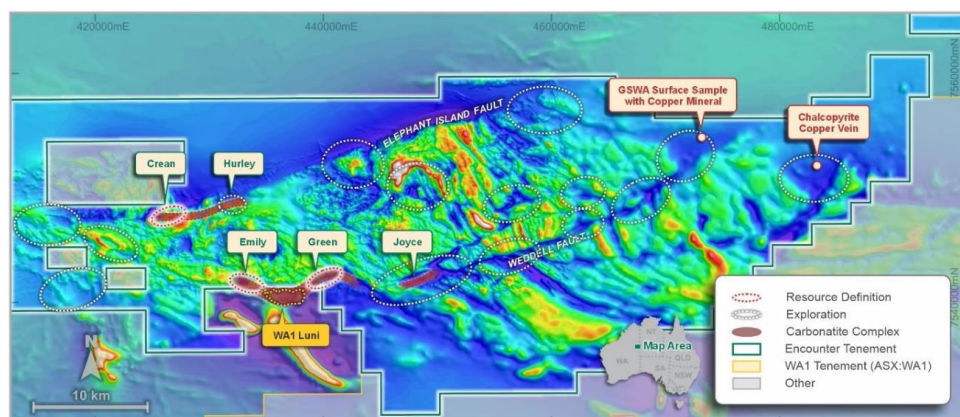 420000mE
440000mE
460000mE
480000mE
7560000mN
GSWA Surface Sample
with Copper Mineral
Chalcopyrite
Copper Vein
ELEPHANT ISLAND FAULT
Crean
Hurley
Emily
Green
Joyce
WEDDELL FAULT
WA1 Luni
7540000mN
N
10 km
NT
WA
QLD
SA
NSW
Map Area
Resource Definition
Exploration
Carbonatite Complex
Encounter Tenement
WA1 Tenement (ASX:WA1)
Other